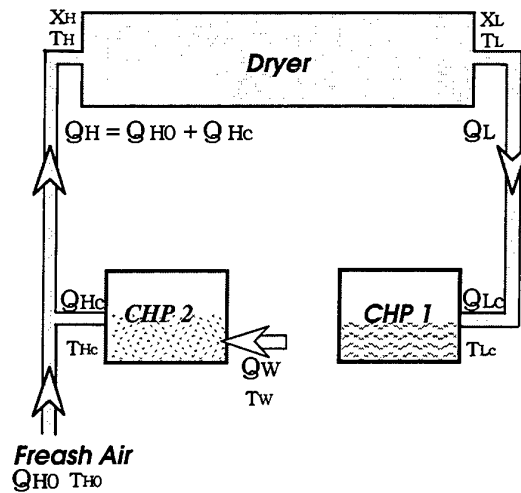 XH XL
TH TL
Dryer
QH = QH0 + QHc QL
QHc QLc
CHP 2 CHP 1
THc TLc
QW
TW
Freash Air
QH0 TH0